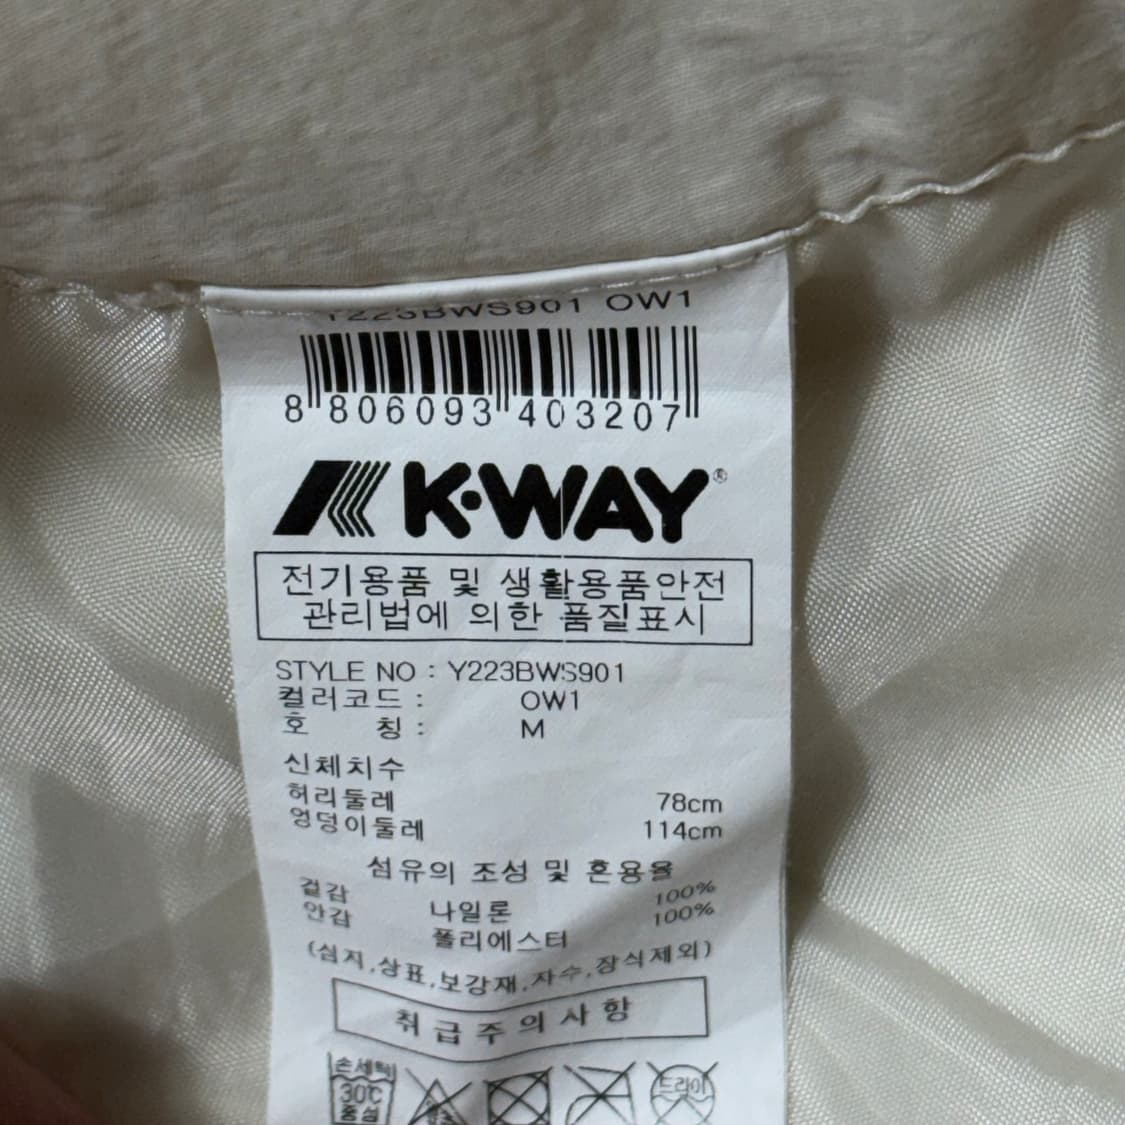 Y223BWS901 OW1
8 806093 403207
K·WAY®
전기용품 및 생활용품안전
관리법에 의한 품질표시
STYLE NO : Y223BWS901
컬러코드 : OW1
호 칭 : M
신체치수
허리둘레 78cm
엉덩이둘레 114cm
섬유의 조성 및 혼용율
겉감 나일론 100%
안감 폴리에스터 100%
(심지,상표,보강재,자수,장식제외)
취급주의사항
손세탁
30℃
중성
드라이